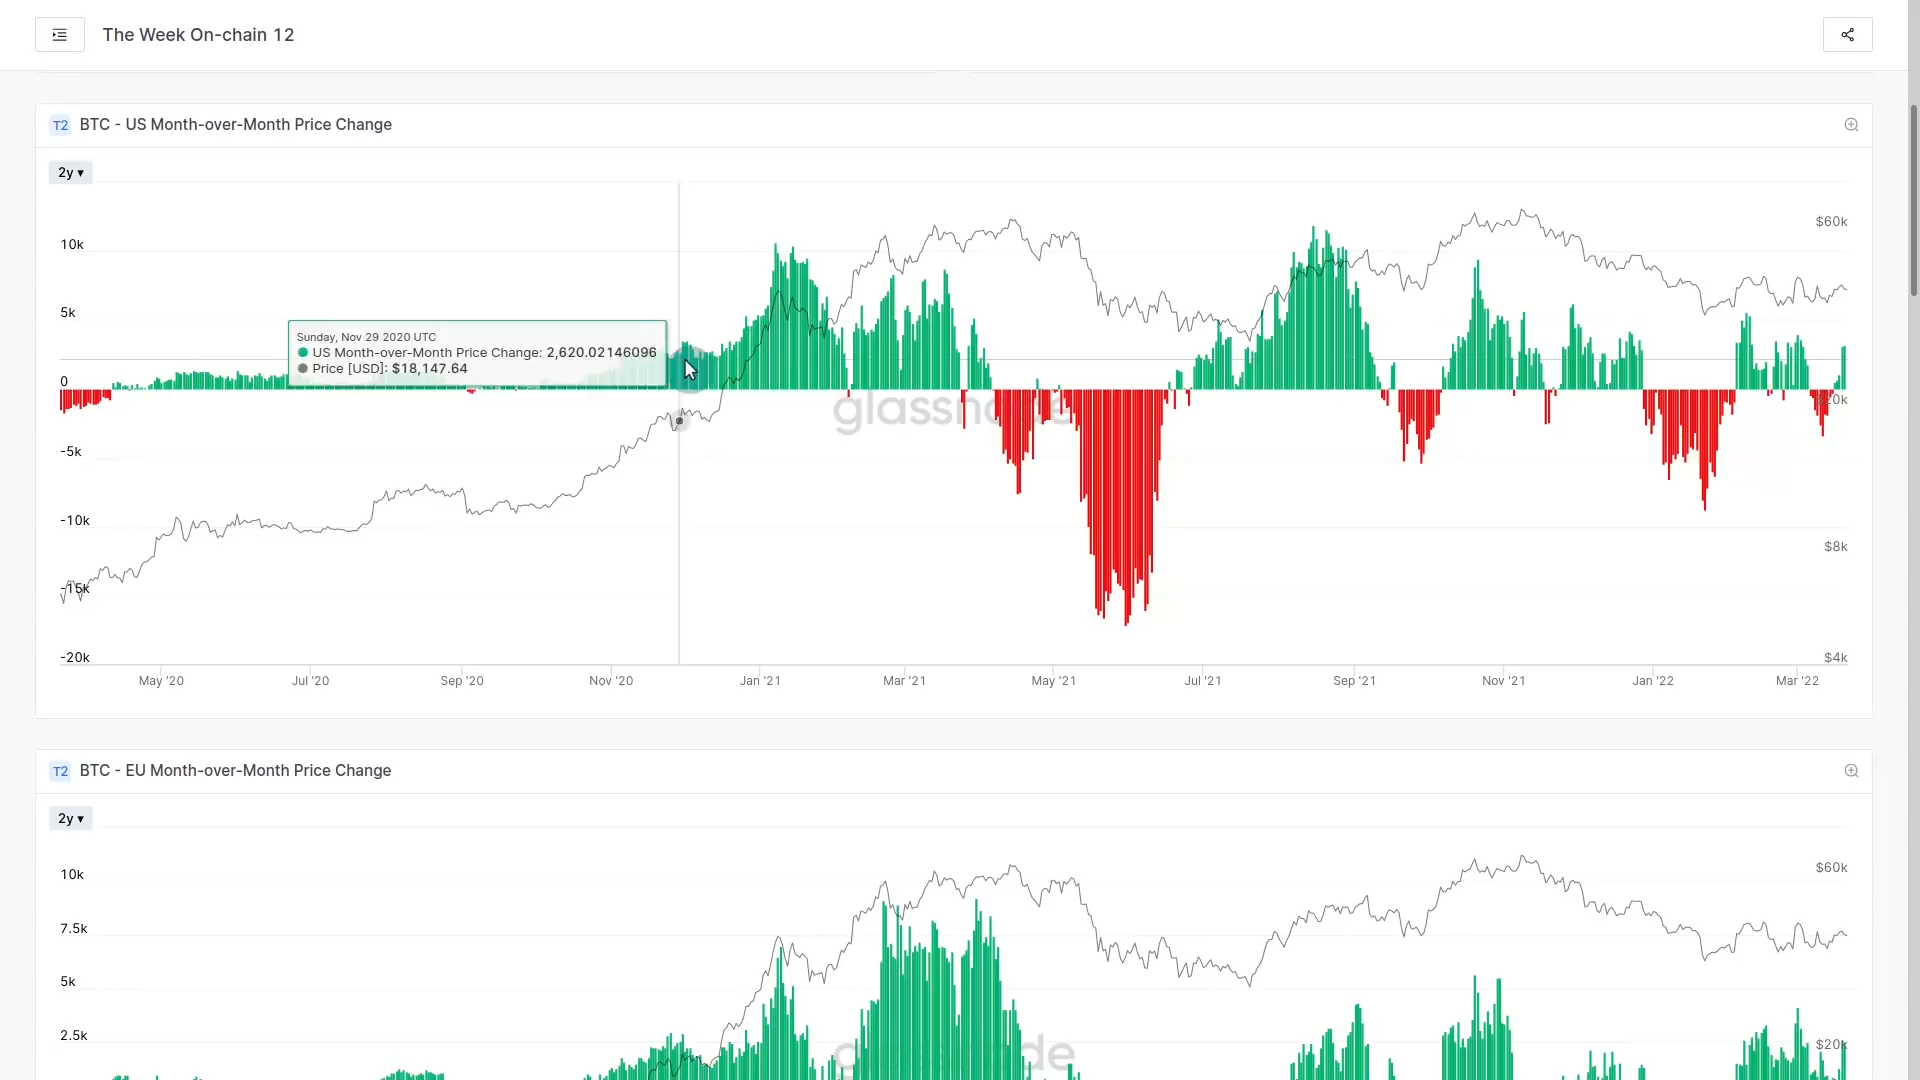 The Week On-chain 12
T2 BTC - US Month-over-Month Price Change
2y ▾
10k
5k
0
-5k
-10k
-15k
-20k
$60k
$20k
$8k
$4k
Sunday, Nov 29 2020 UTC
US Month-over-Month Price Change: 2,620.02146096
Price [USD]: $18,147.64
glassnode
May '20 Jul '20 Sep '20 Nov '20 Jan '21 Mar '21 May '21 Jul '21 Sep '21 Nov '21 Jan '22 Mar '22
T2 BTC - EU Month-over-Month Price Change
2y ▾
10k
7.5k
5k
2.5k
$60k
$20k
glassnode